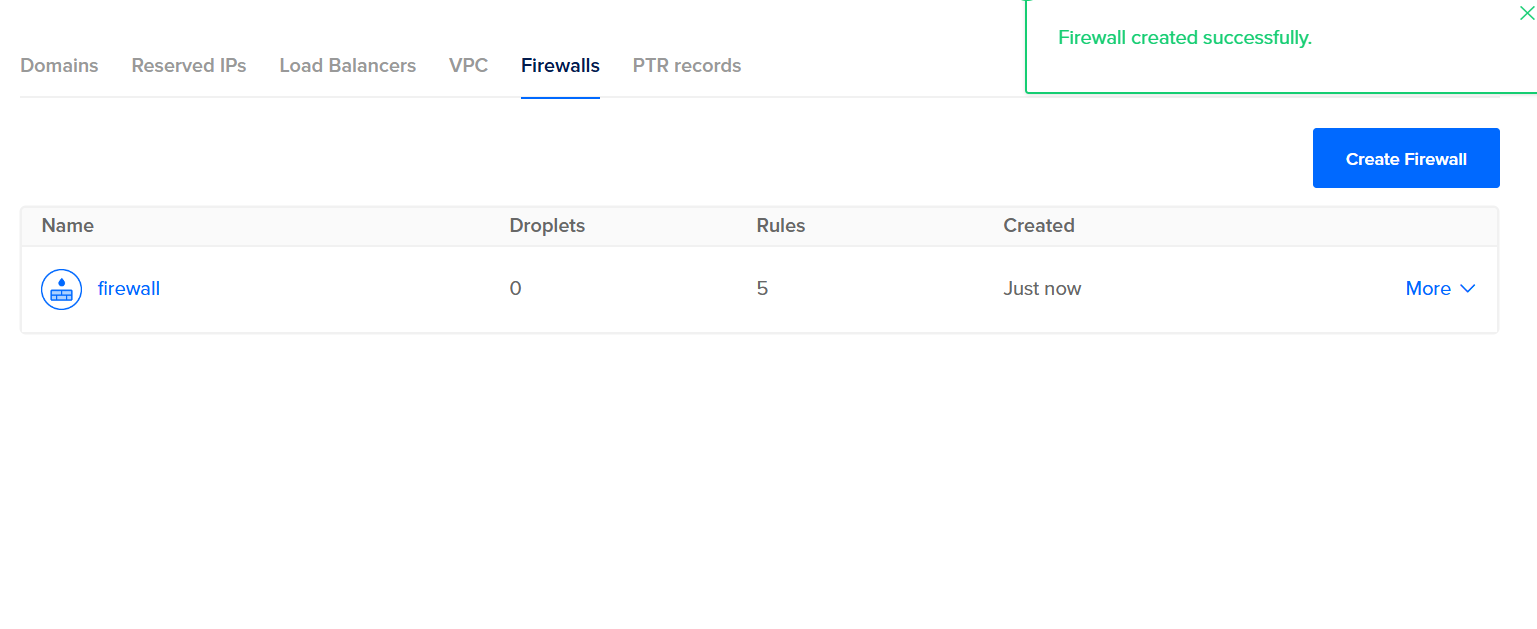 Firewall created successfully.
Domains Reserved IPs Load Balancers VPC Firewalls PTR records
Create Firewall
Name Droplets Rules Created
firewall 0 5 Just now More